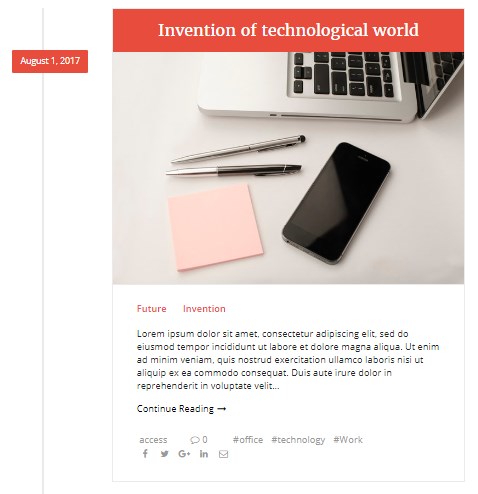 Invention of technological world
August 1, 2017
Future Invention
Lorem ipsum dolor sit amet, consectetur adipiscing elit, sed do
eiusmod tempor incididunt ut labore et dolore magna aliqua. Ut enim
ad minim veniam, quis nostrud exercitation ullamco laboris nisi ut
aliquip ex ea commodo consequat. Duis aute irure dolor in
reprehenderit in voluptate velit...
Continue Reading →
access 0 #office #technology #Work